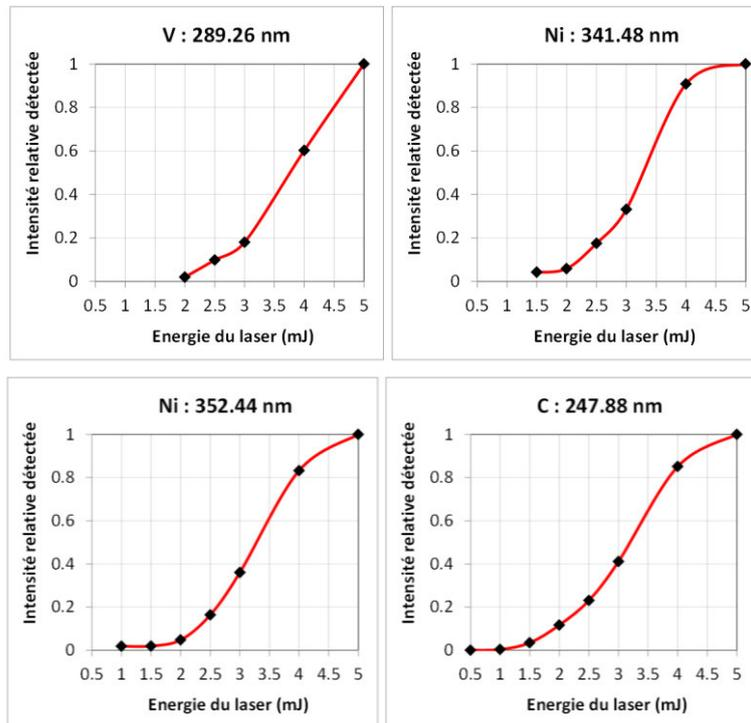 V : 289.26 nm
Intensité relative détectée
1
0.8
0.6
0.4
0.2
0
0.5 1 1.5 2 2.5 3 3.5 4 4.5 5
Energie du laser (mJ)
Ni : 341.48 nm
Intensité relative détectée
1
0.8
0.6
0.4
0.2
0
0.5 1 1.5 2 2.5 3 3.5 4 4.5 5
Energie du laser (mJ)
Ni : 352.44 nm
Intensité relative détectée
1
0.8
0.6
0.4
0.2
0
0.5 1 1.5 2 2.5 3 3.5 4 4.5 5
Energie du laser (mJ)
C : 247.88 nm
Intensité relative détectée
1
0.8
0.6
0.4
0.2
0
0.5 1 1.5 2 2.5 3 3.5 4 4.5 5
Energie du laser (mJ)